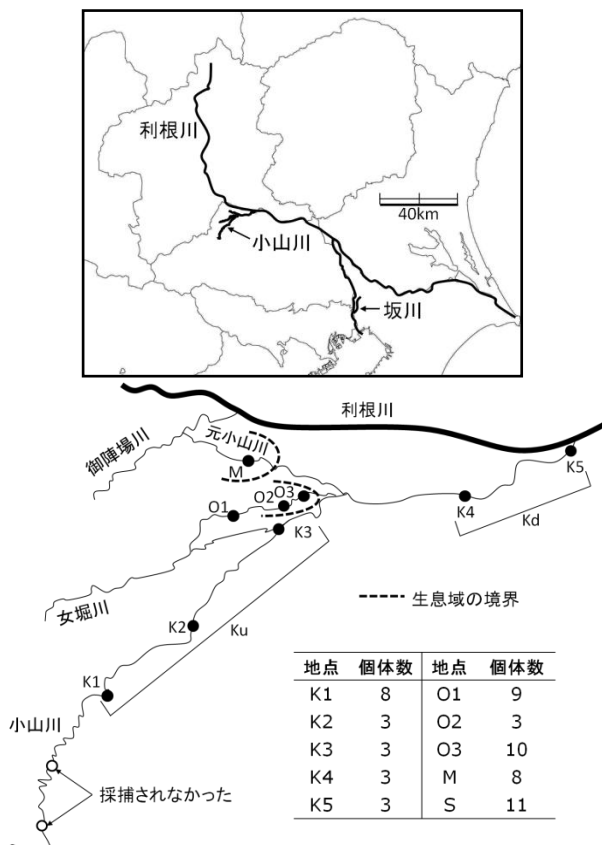 利根川
40km
小山川
坂川
利根川
御陣場川
元小山川
M
K5
O3
O2
O1
K4
K3
Kd
女堀川
生息域の境界
K2
Ku
地点 個体数 地点 個体数
K1
K1 8 O1 9
小山川
K2 3 O2 3
K3 3 O3 10
K4 3 M 8
採捕されなかった
K5 3 S 11